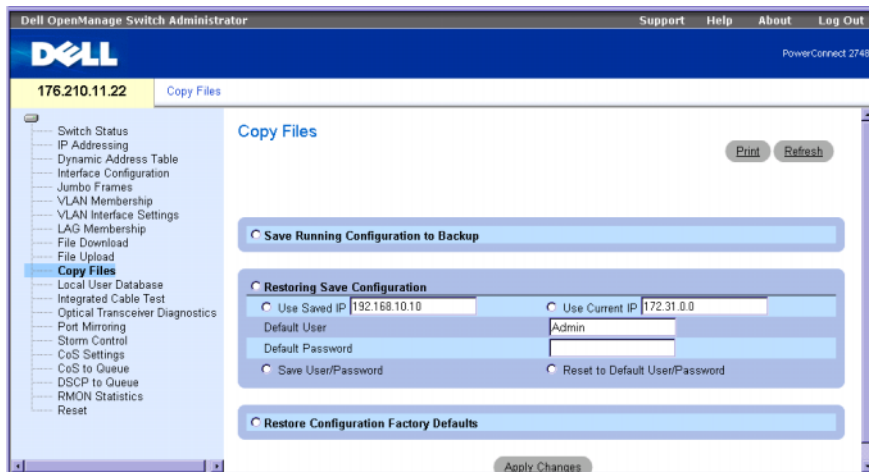 Dell OpenManage Switch Administrator Support Help About Log Out
DELL
PowerConnect 2748
176.210.11.22 Copy Files
Switch Status
IP Addressing
Dynamic Address Table
Interface Configuration
Jumbo Frames
VLAN Membership
VLAN Interface Settings
LAG Membership
File Download
File Upload
Copy Files
Local User Database
Integrated Cable Test
Optical Transceiver Diagnostics
Port Mirroring
Storm Control
CoS Settings
CoS to Queue
DSCP to Queue
RMON Statistics
Reset
Copy Files
Print Refresh
Save Running Configuration to Backup
Restoring Save Configuration
Use Saved IP 192.168.10.10 Use Current IP 172.31.0.0
Default User Admin
Default Password
Save User/Password Reset to Default User/Password
Restore Configuration Factory Defaults
Apply Changes